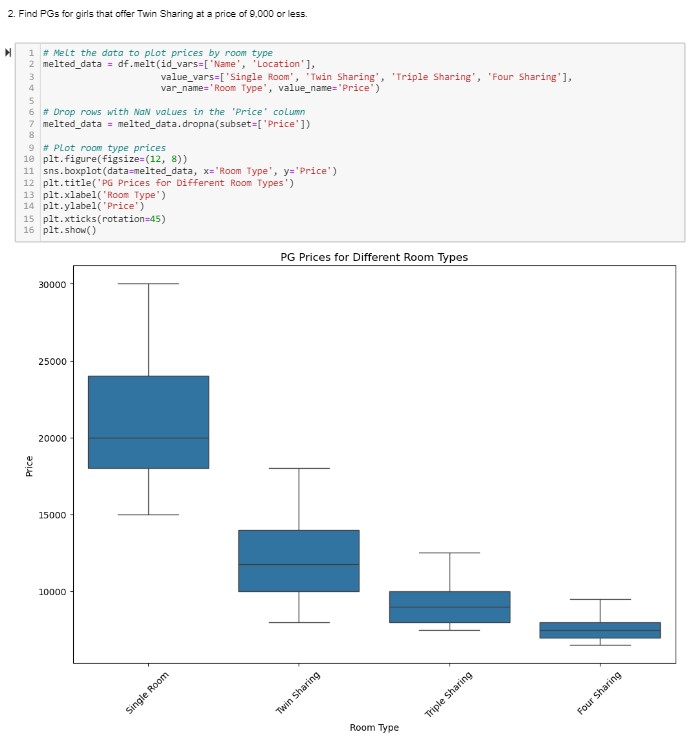 2. Find PGs for girls that offer Twin Sharing at a price of 9,000 or less.
1 # Melt the data to plot prices by room type
2 melted_data = df.melt(id_vars=['Name', 'Location'],
3 value_vars=['Single Room', 'Twin Sharing', 'Triple Sharing', 'Four Sharing'],
4 var_name='Room Type', value_name='Price')
5
6 # Drop rows with NaN values in the 'Price' column
7 melted_data = melted_data.dropna(subset=['Price'])
8
9 # Plot room type prices
10 plt.figure(figsize=(12, 8))
11 sns.boxplot(data=melted_data, x='Room Type', y='Price')
12 plt.title('PG Prices for Different Room Types')
13 plt.xlabel('Room Type')
14 plt.ylabel('Price')
15 plt.xticks(rotation=45)
16 plt.show()
PG Prices for Different Room Types
30000
25000
20000
15000
10000
Price
Single Room
Twin Sharing
Triple Sharing
Four Sharing
Room Type